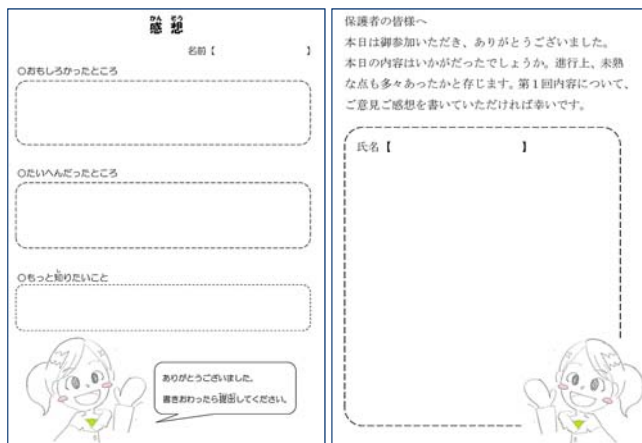 かん そう
感 想
名前【 】
○おもしろかったところ
○たいへんだったところ
し
○もっと知りたいこと
ありがとうございました。
書きおわったら提出してください。
保護者の皆様へ
本日は御参加いただき、ありがとうございました。
本日の内容はいかがだったでしょうか。進行上、未熟
な点も多々あったかと存じます。第1回内容について、
ご意見ご感想を書いていただければ幸いです。
氏名【 】